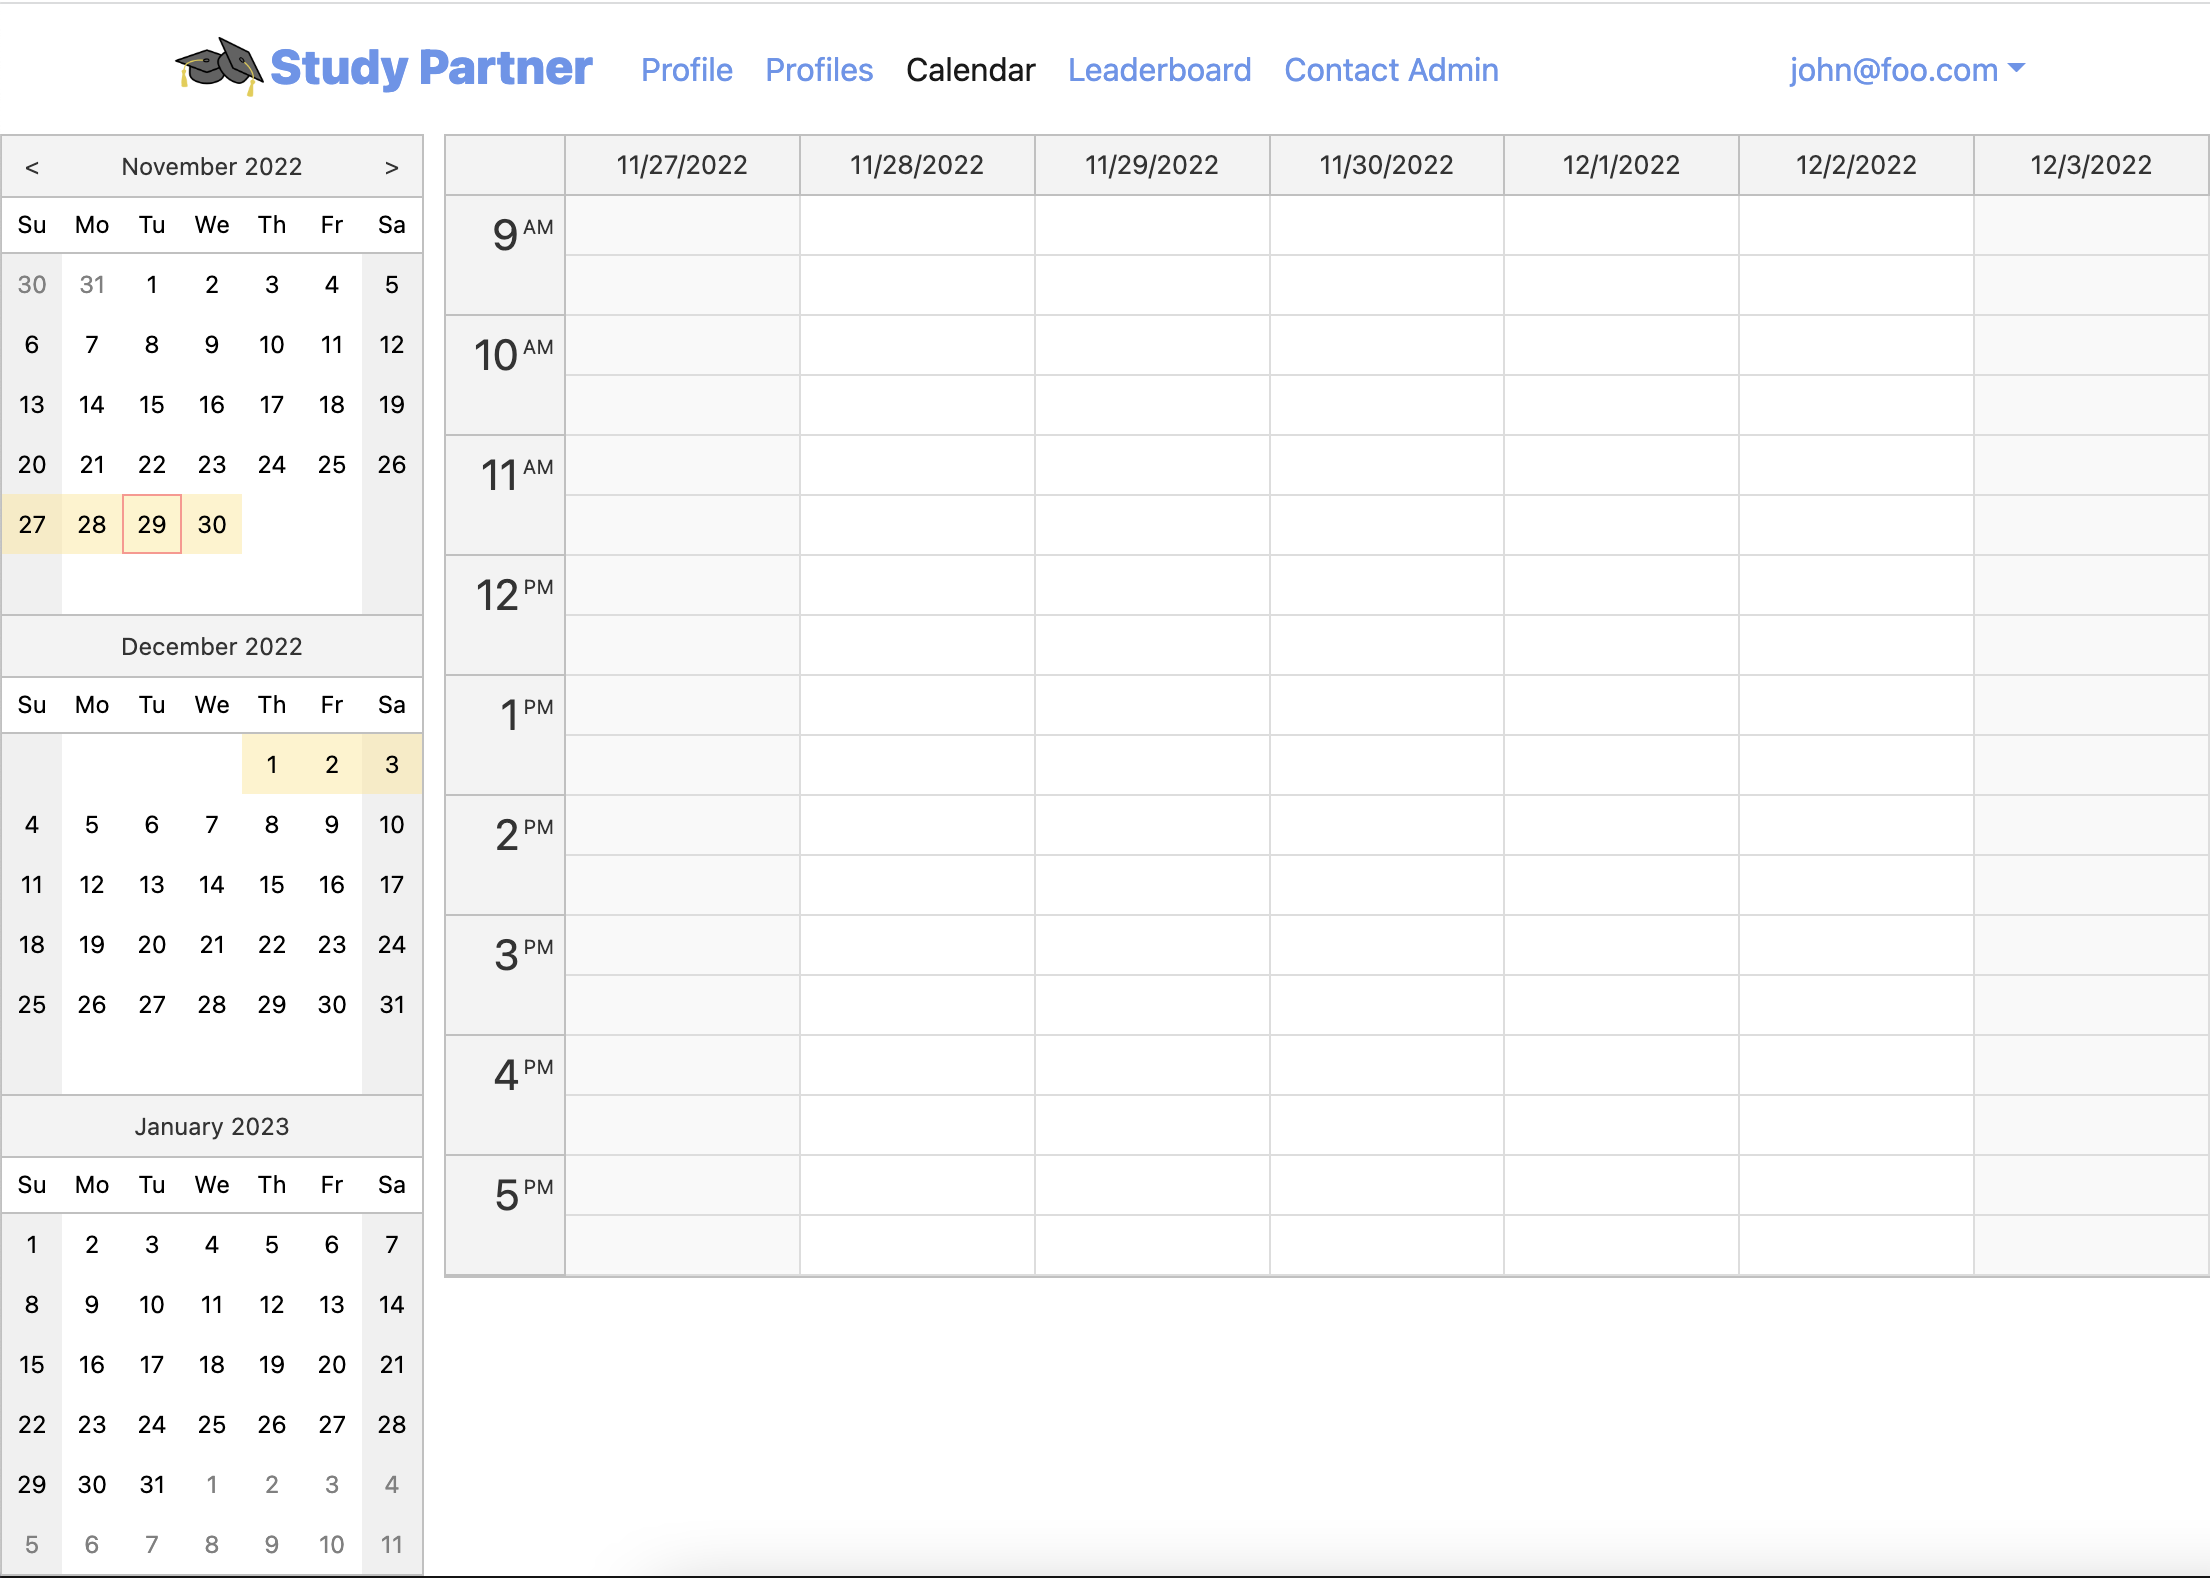 Study Partner Profile Profiles Calendar Leaderboard Contact Admin john@foo.com
< November 2022 >
Su Mo Tu We Th Fr Sa
30 31 1 2 3 4 5
6 7 8 9 10 11 12
13 14 15 16 17 18 19
20 21 22 23 24 25 26
27 28 29 30
December 2022
Su Mo Tu We Th Fr Sa
1 2 3
4 5 6 7 8 9 10
11 12 13 14 15 16 17
18 19 20 21 22 23 24
25 26 27 28 29 30 31
January 2023
Su Mo Tu We Th Fr Sa
1 2 3 4 5 6 7
8 9 10 11 12 13 14
15 16 17 18 19 20 21
22 23 24 25 26 27 28
29 30 31 1 2 3 4
5 6 7 8 9 10 11
11/27/2022 11/28/2022 11/29/2022 11/30/2022 12/1/2022 12/2/2022 12/3/2022
9 AM
10 AM
11 AM
12 PM
1 PM
2 PM
3 PM
4 PM
5 PM